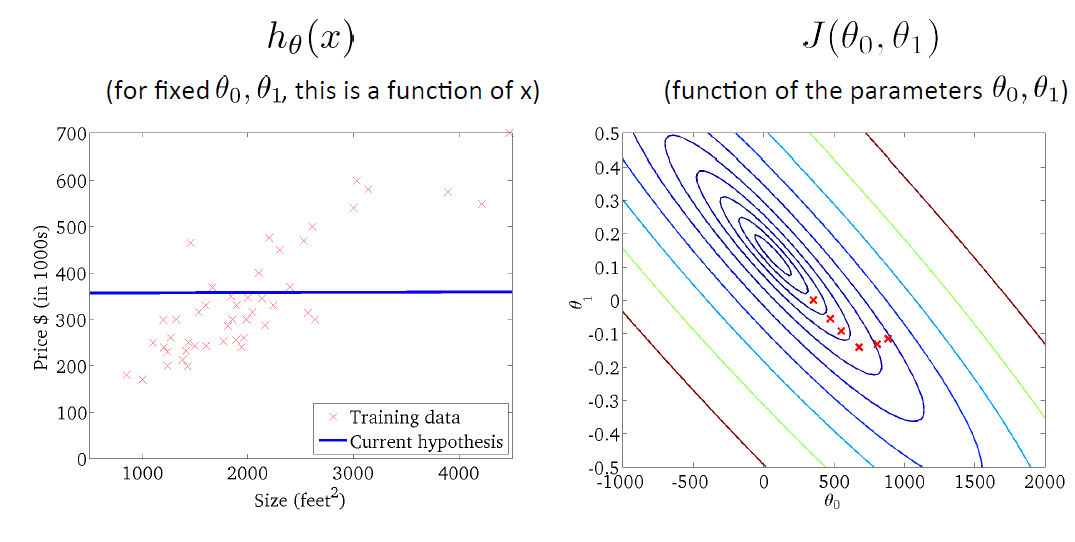 hθ(x)
(for fixed θ₀, θ₁, this is a function of x)
700
600
500
400
300
200
100
0
Price $ (in 1000s)
1000 2000 3000 4000
Size (feet²)
Training data
Current hypothesis
J(θ₀, θ₁)
(function of the parameters θ₀, θ₁)
0.5
0.4
0.3
0.2
0.1
0
-0.1
-0.2
-0.3
-0.4
-0.5
θ₁
-1000 -500 0 500 1000 1500 2000
θ₀